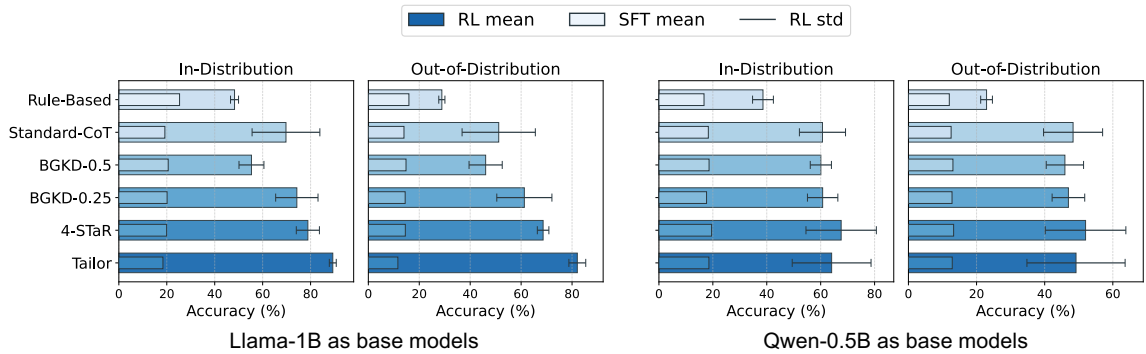 RL mean SFT mean RL std
In-Distribution Out-of-Distribution In-Distribution Out-of-Distribution
Rule-Based
Standard-CoT
BGKD-0.5
BGKD-0.25
4-STaR
Tailor
0 20 40 60 80 0 20 40 60 80 0 20 40 60 80 0 20 40 60
Accuracy (%) Accuracy (%) Accuracy (%) Accuracy (%)
Llama-1B as base models Qwen-0.5B as base models